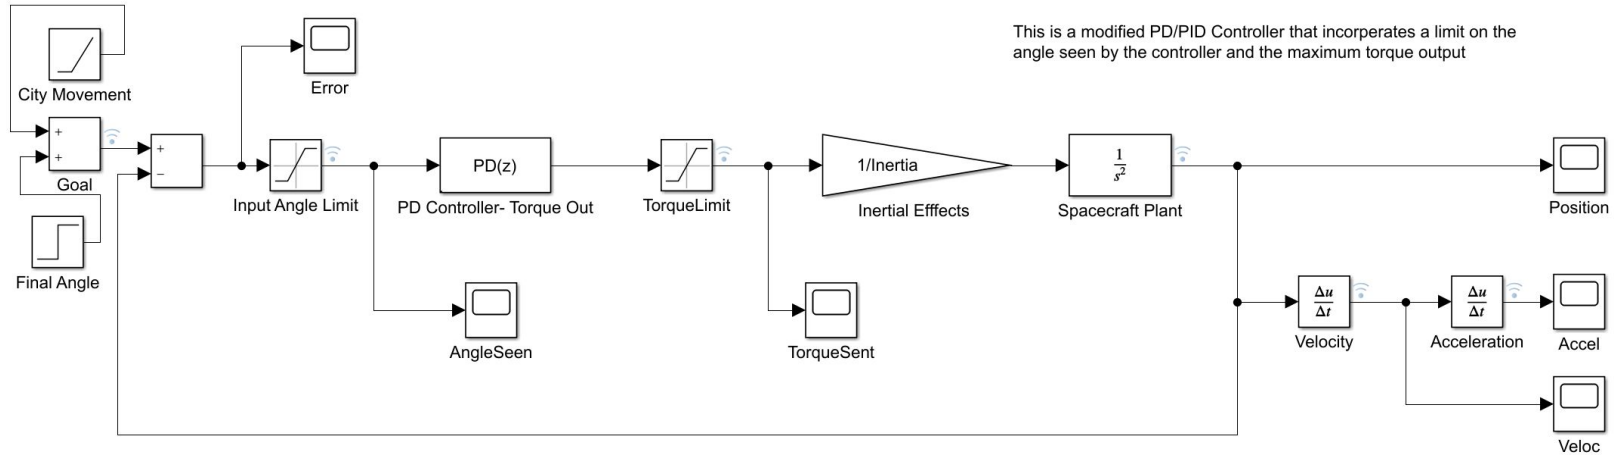 This is a modified PD/PID Controller that incorperates a limit on the
angle seen by the controller and the maximum torque output
City Movement
Error
+
+
Goal
+
−
Input Angle Limit
PD(z)
PD Controller- Torque Out
TorqueLimit
1/Inertia
Inertial Efffects
1
s²
Spacecraft Plant
Position
Final Angle
AngleSeen
TorqueSent
Δu
Δt
Velocity
Δu
Δt
Acceleration
Accel
Veloc